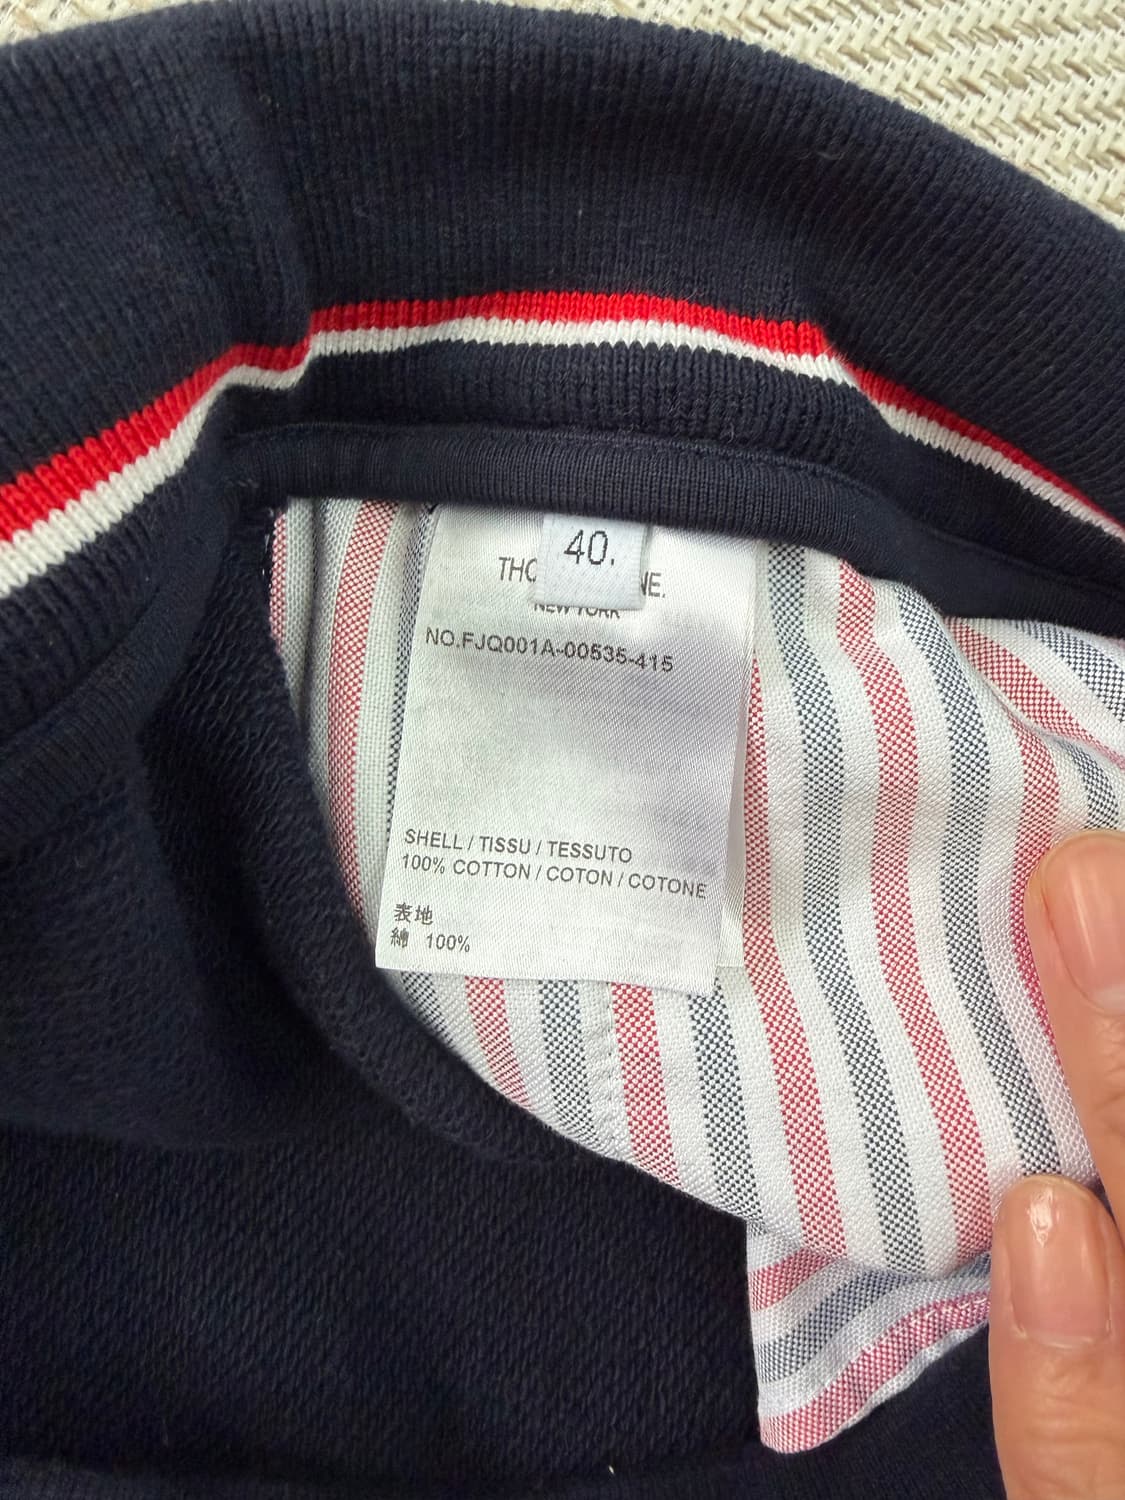 40.
NEW YORK
NO.FJQ001A-00535-415
SHELL / TISSU / TESSUTO
100% COTTON / COTON / COTONE
表地
綿 100%